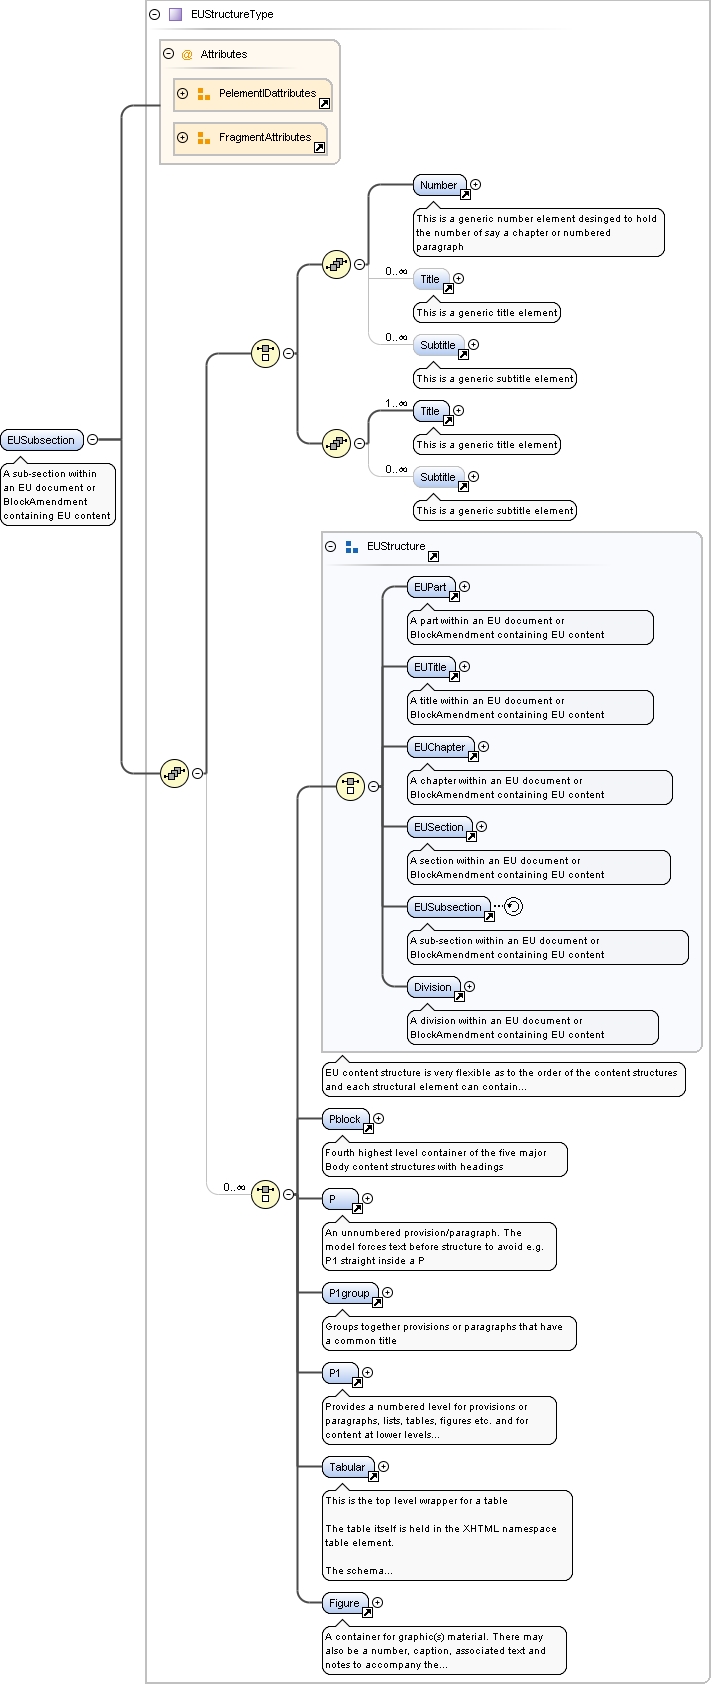 EUStructureType
@ Attributes
PelementIDattributes
FragmentAttributes
Number
This is a generic number element desinged to hold
the number of say a chapter or numbered
paragraph
0..∞
Title
This is a generic title element
0..∞
Subtitle
This is a generic subtitle element
1..∞
Title
This is a generic title element
0..∞
Subtitle
This is a generic subtitle element
EUSubsection
A sub-section within
an EU document or
BlockAmendment
containing EU content
EUStructure
EUPart
A part within an EU document or
BlockAmendment containing EU content
EUTitle
A title within an EU document or
BlockAmendment containing EU content
EUChapter
A chapter within an EU document or
BlockAmendment containing EU content
EUSection
A section within an EU document or
BlockAmendment containing EU content
EUSubsection
A sub-section within an EU document or
BlockAmendment containing EU content
Division
A division within an EU document or
BlockAmendment containing EU content
EU content structure is very flexible as to the order of the content structures
and each structural element can contain...
0..∞
Pblock
Fourth highest level container of the five major
Body content structures with headings
P
An unnumbered provision/paragraph. The
model forces text before structure to avoid e.g.
P1 straight inside a P
P1group
Groups together provisions or paragraphs that have
a common title
P1
Provides a numbered level for provisions or
paragraphs, lists, tables, figures etc. and for
content at lower levels...
Tabular
This is the top level wrapper for a table
The table itself is held in the XHTML namespace
table element.
The schema...
Figure
A container for graphic(s) material. There may
also be a number, caption, associated text and
notes to accompany the...